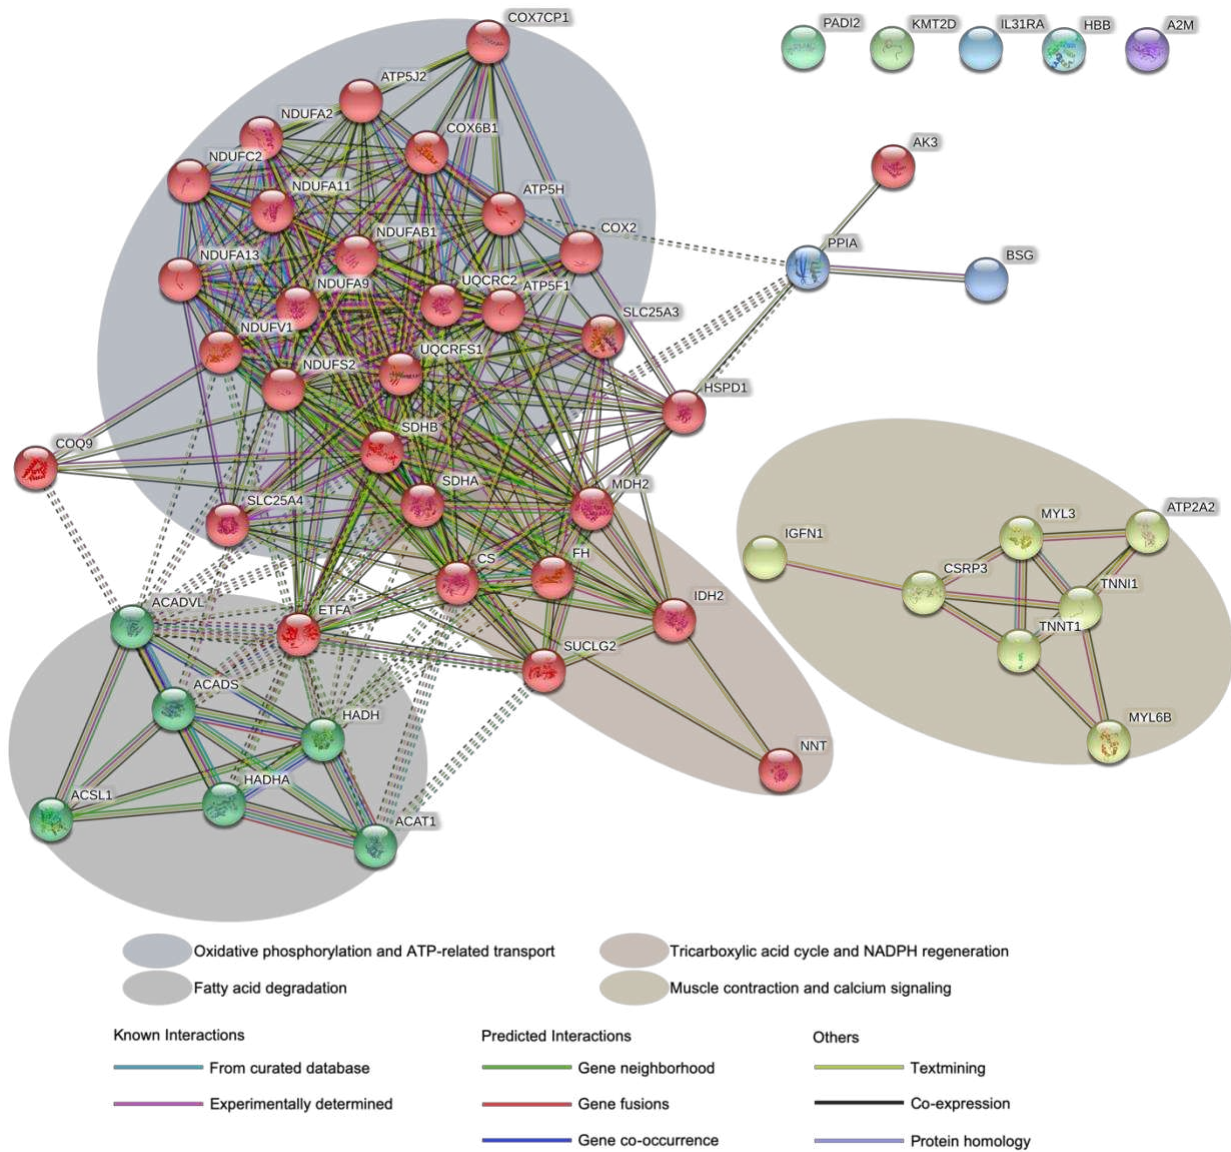 COX7CP1
PADI2
KMT2D
IL31RA
HBB
A2M
ATP5J2
NDUFA2
COX6B1
AK3
NDUFC2
NDUFA11
ATP5H
NDUFAB1
COX2
PPIA
BSG
NDUFA13
NDUFA9
UQCRC2
ATP5F1
SLC25A3
NDUFV1
NDUFS2
UQCRFS1
HSPD1
COQ9
SDHB
SDHA
MDH2
SLC25A4
IGFN1
MYL3
ATP2A2
CSRP3
TNNI1
TNNT1
CS
FH
IDH2
ACADVL
ETFA
SUCLG2
ACADS
HADH
MYL6B
NNT
HADHA
ACSL1
ACAT1
Oxidative phosphorylation and ATP-related transport
Tricarboxylic acid cycle and NADPH regeneration
Fatty acid degradation
Muscle contraction and calcium signaling
Known Interactions
Predicted Interactions
Others
From curated database
Gene neighborhood
Textmining
Experimentally determined
Gene fusions
Co-expression
Gene co-occurrence
Protein homology